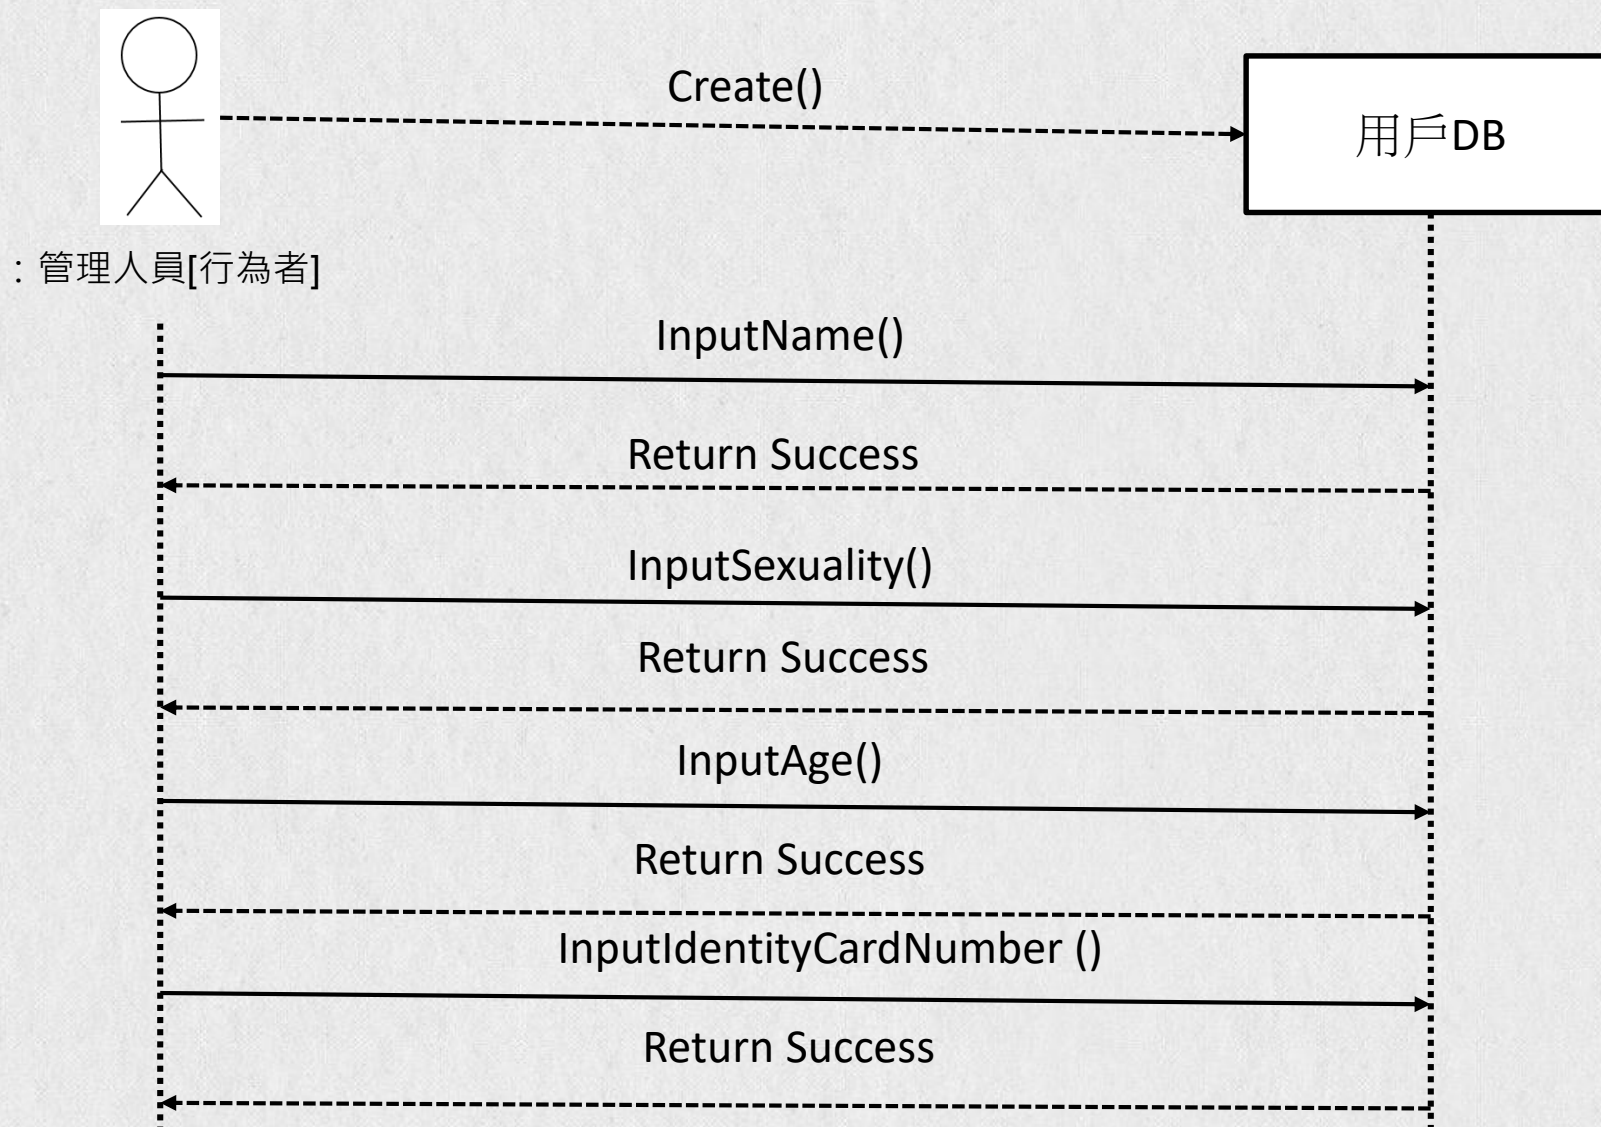 Create()
用戶DB
：管理人員[行為者]
InputName()
Return Success
InputSexuality()
Return Success
InputAge()
Return Success
InputIdentityCardNumber ()
Return Success